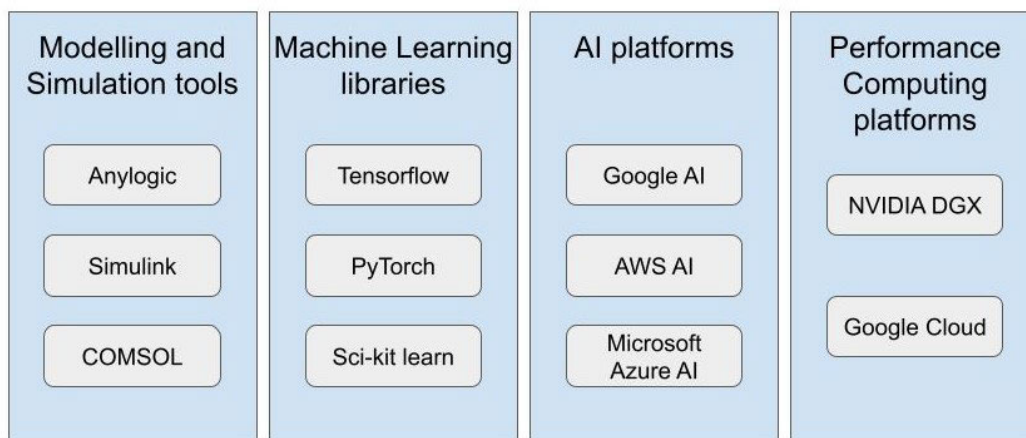 Modelling and
Simulation tools
Anylogic
Simulink
COMSOL
Machine Learning
libraries
Tensorflow
PyTorch
Sci-kit learn
AI platforms
Google AI
AWS AI
Microsoft
Azure AI
Performance
Computing
platforms
NVIDIA DGX
Google Cloud